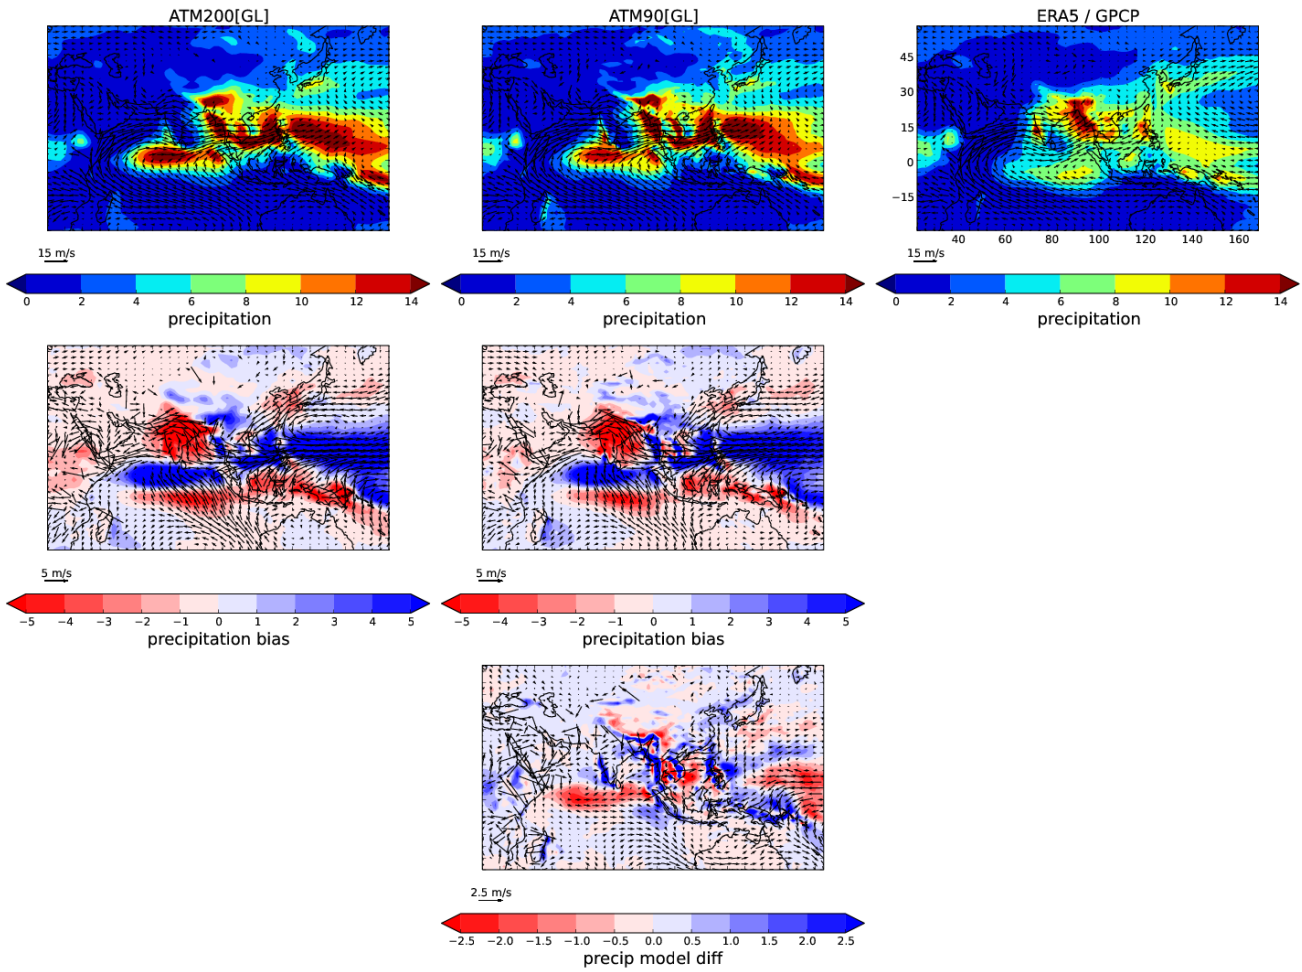 ATM200[GL] ATM90[GL] ERA5 / GPCP
45
30
15
0
−15
40 60 80 100 120 140 160
15 m/s 15 m/s 15 m/s
0 2 4 6 8 10 12 14 0 2 4 6 8 10 12 14 0 2 4 6 8 10 12 14
precipitation precipitation precipitation
5 m/s 5 m/s
−5 −4 −3 −2 −1 0 1 2 3 4 5 −5 −4 −3 −2 −1 0 1 2 3 4 5
precipitation bias precipitation bias
2.5 m/s
−2.5 −2.0 −1.5 −1.0 −0.5 0.0 0.5 1.0 1.5 2.0 2.5
precip model diff